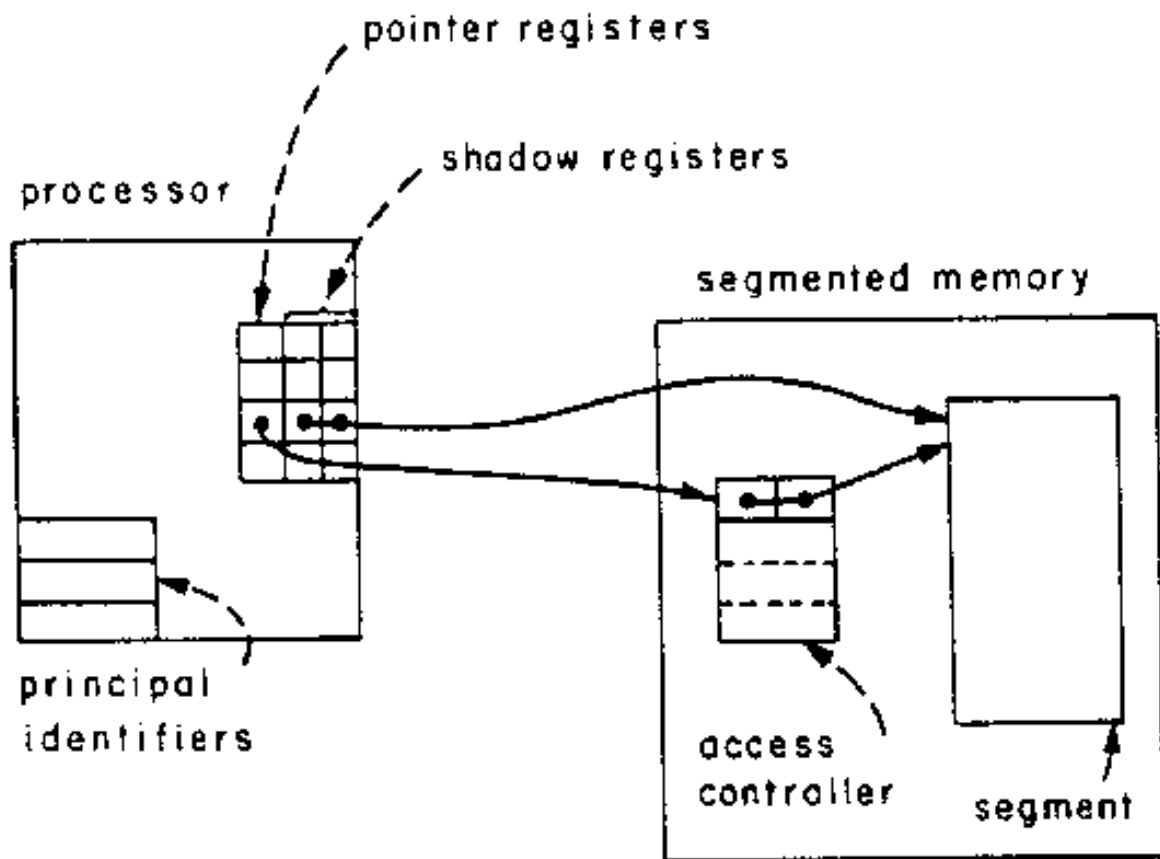 pointer registers
shadow registers
processor
segmented memory
principal
identifiers
access
controller
segment